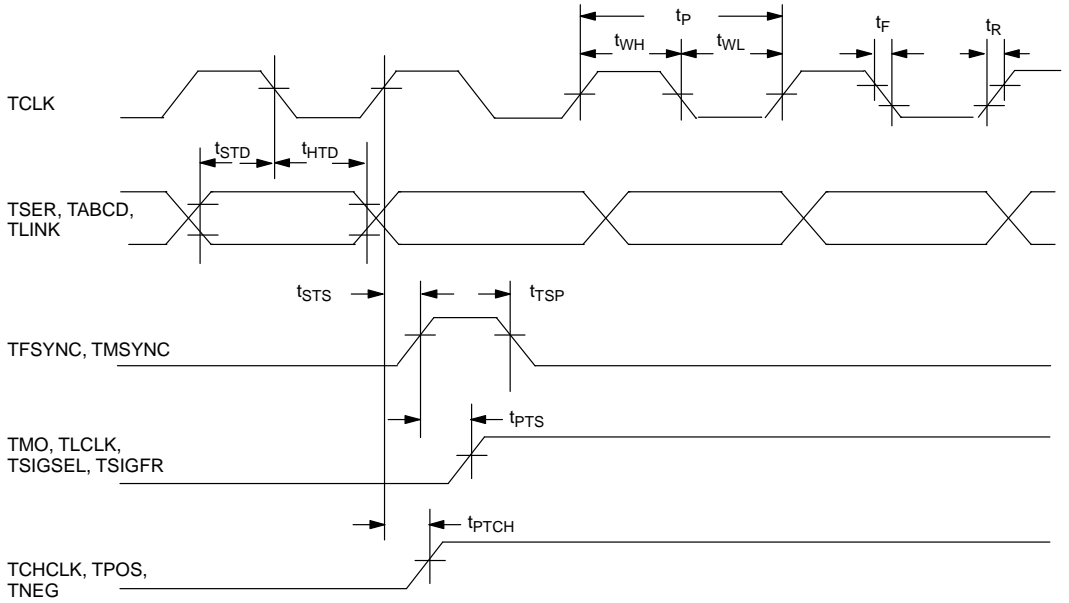 tP
tF
tR
tWH
tWL
TCLK
tSTD
tHTD
TSER, TABCD,
TLINK
tSTS
tTSP
TFSYNC, TMSYNC
tPTS
TMO, TLCLK,
TSIGSEL, TSIGFR
tPTCH
TCHCLK, TPOS,
TNEG